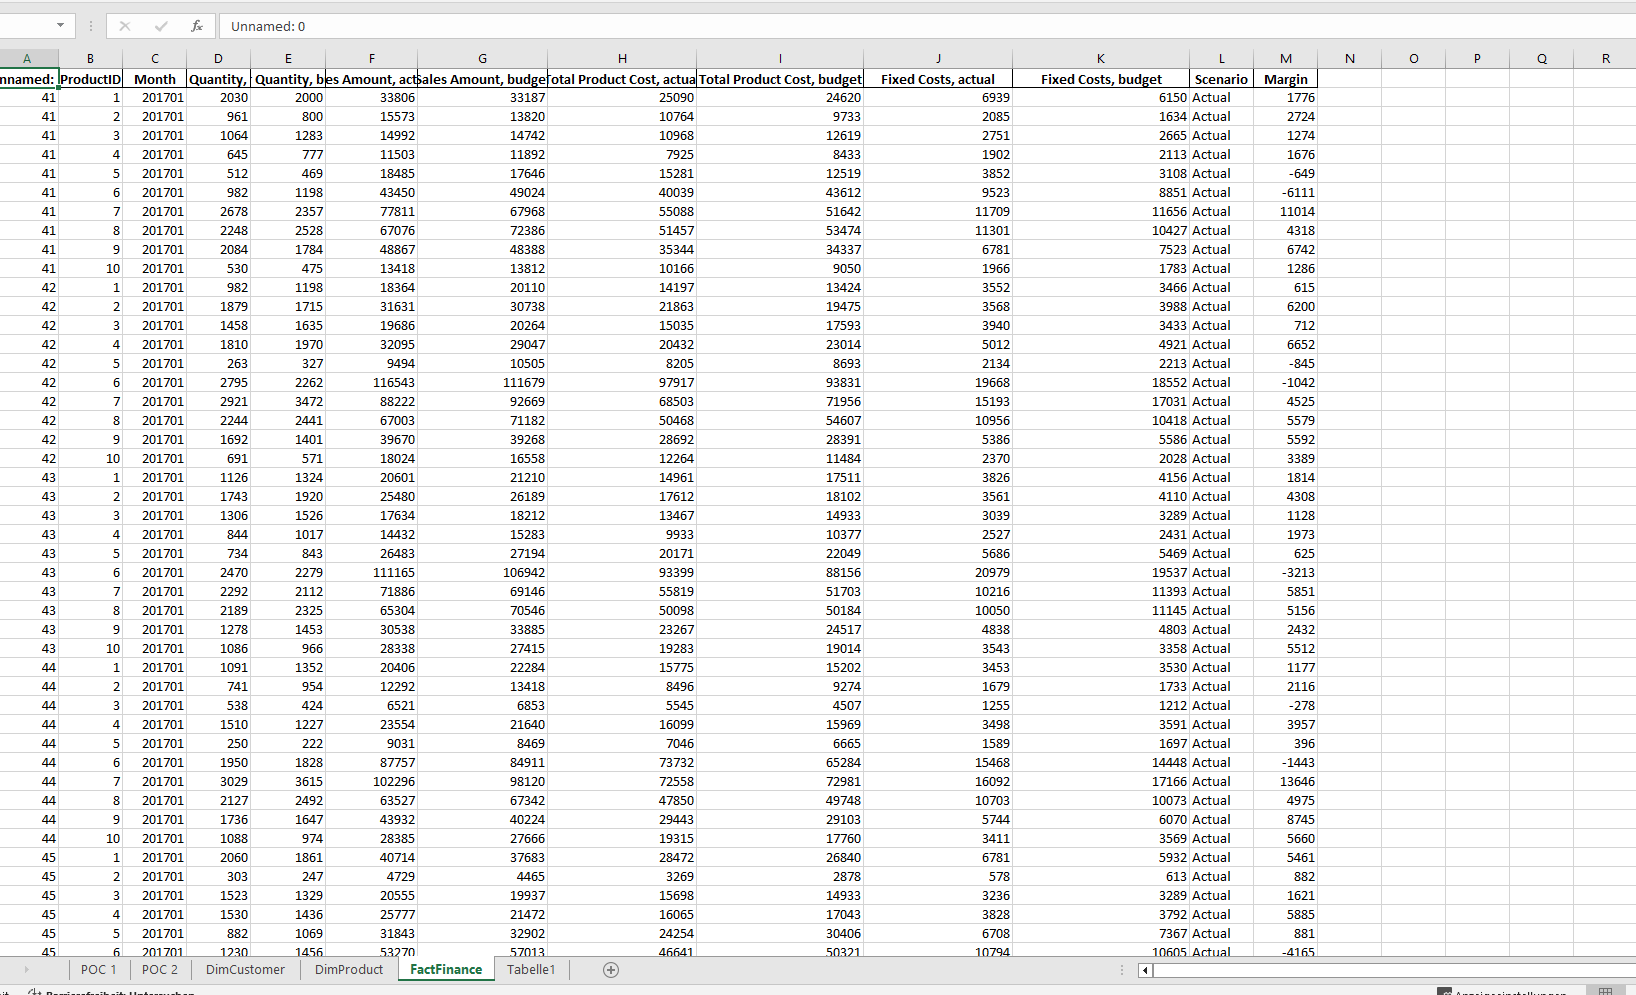 Unnamed: 0
A B C D E F G H I J K L M N O P Q R
nnamed: ProductID Month Quantity, Quantity, b es Amount, act Sales Amount, budge Total Product Cost, actua Total Product Cost, budget Fixed Costs, actual Fixed Costs, budget Scenario Margin
41 1 201701 2030 2000 33806 33187 25090 24620 6939 6150 Actual 1776
41 2 201701 961 800 15573 13820 10764 9733 2085 1634 Actual 2724
41 3 201701 1064 1283 14992 14742 10968 12619 2751 2665 Actual 1274
41 4 201701 645 777 11503 11892 7925 8433 1902 2113 Actual 1676
41 5 201701 512 469 18485 17646 15281 12519 3852 3108 Actual -649
41 6 201701 982 1198 43450 49024 40039 43612 9523 8851 Actual -6111
41 7 201701 2678 2357 77811 67968 55088 51642 11709 11656 Actual 11014
41 8 201701 2248 2528 67076 72386 51457 53474 11301 10427 Actual 4318
41 9 201701 2084 1784 48867 48388 35344 34337 6781 7523 Actual 6742
41 10 201701 530 475 13418 13812 10166 9050 1966 1783 Actual 1286
42 1 201701 982 1198 18364 20110 14197 13424 3552 3466 Actual 615
42 2 201701 1879 1715 31631 30738 21863 19475 3568 3988 Actual 6200
42 3 201701 1458 1635 19686 20264 15035 17593 3940 3433 Actual 712
42 4 201701 1810 1970 32095 29047 20432 23014 5012 4921 Actual 6652
42 5 201701 263 327 9494 10505 8205 8693 2134 2213 Actual -845
42 6 201701 2795 2262 116543 111679 97917 93831 19668 18552 Actual -1042
42 7 201701 2921 3472 88222 92669 68503 71956 15193 17031 Actual 4525
42 8 201701 2244 2441 67003 71182 50468 54607 10956 10418 Actual 5579
42 9 201701 1692 1401 39670 39268 28692 28391 5386 5586 Actual 5592
42 10 201701 691 571 18024 16558 12264 11484 2370 2028 Actual 3389
43 1 201701 1126 1324 20601 21210 14961 17511 3826 4156 Actual 1814
43 2 201701 1743 1920 25480 26189 17612 18102 3561 4110 Actual 4308
43 3 201701 1306 1526 17634 18212 13467 14933 3039 3289 Actual 1128
43 4 201701 844 1017 14432 15283 9933 10377 2527 2431 Actual 1973
43 5 201701 734 843 26483 27194 20171 22049 5686 5469 Actual 625
43 6 201701 2470 2279 111165 106942 93399 88156 20979 19537 Actual -3213
43 7 201701 2292 2112 71886 69146 55819 51703 10216 11393 Actual 5851
43 8 201701 2189 2325 65304 70546 50098 50184 10050 11145 Actual 5156
43 9 201701 1278 1453 30538 33885 23267 24517 4838 4803 Actual 2432
43 10 201701 1086 966 28338 27415 19283 19014 3543 3358 Actual 5512
44 1 201701 1091 1352 20406 22284 15775 15202 3453 3530 Actual 1177
44 2 201701 741 954 12292 13418 8496 9274 1679 1733 Actual 2116
44 3 201701 538 424 6521 6853 5545 4507 1255 1212 Actual -278
44 4 201701 1510 1227 23554 21640 16099 15969 3498 3591 Actual 3957
44 5 201701 250 222 9031 8469 7046 6665 1589 1697 Actual 396
44 6 201701 1950 1828 87757 84911 73732 65284 15468 14448 Actual -1443
44 7 201701 3029 3615 102296 98120 72558 72981 16092 17166 Actual 13646
44 8 201701 2127 2492 63527 67342 47850 49748 10703 10073 Actual 4975
44 9 201701 1736 1647 43932 40224 29443 29103 5744 6070 Actual 8745
44 10 201701 1088 974 28385 27666 19315 17760 3411 3569 Actual 5660
45 1 201701 2060 1861 40714 37683 28472 26840 6781 5932 Actual 5461
45 2 201701 303 247 4729 4465 3269 2878 578 613 Actual 882
45 3 201701 1523 1329 20555 19937 15698 14933 3236 3289 Actual 1621
45 4 201701 1530 1436 25777 21472 16065 17043 3828 3792 Actual 5885
45 5 201701 882 1069 31843 32902 24254 30406 6708 7367 Actual 881
45 6 201701 1230 1456 53270 57013 46641 50321 10794 10605 Actual -4165
POC 1 POC 2 DimCustomer DimProduct FactFinance Tabelle1
Barrierefreiheit: Untersuchen Anzeigeeinstellungen